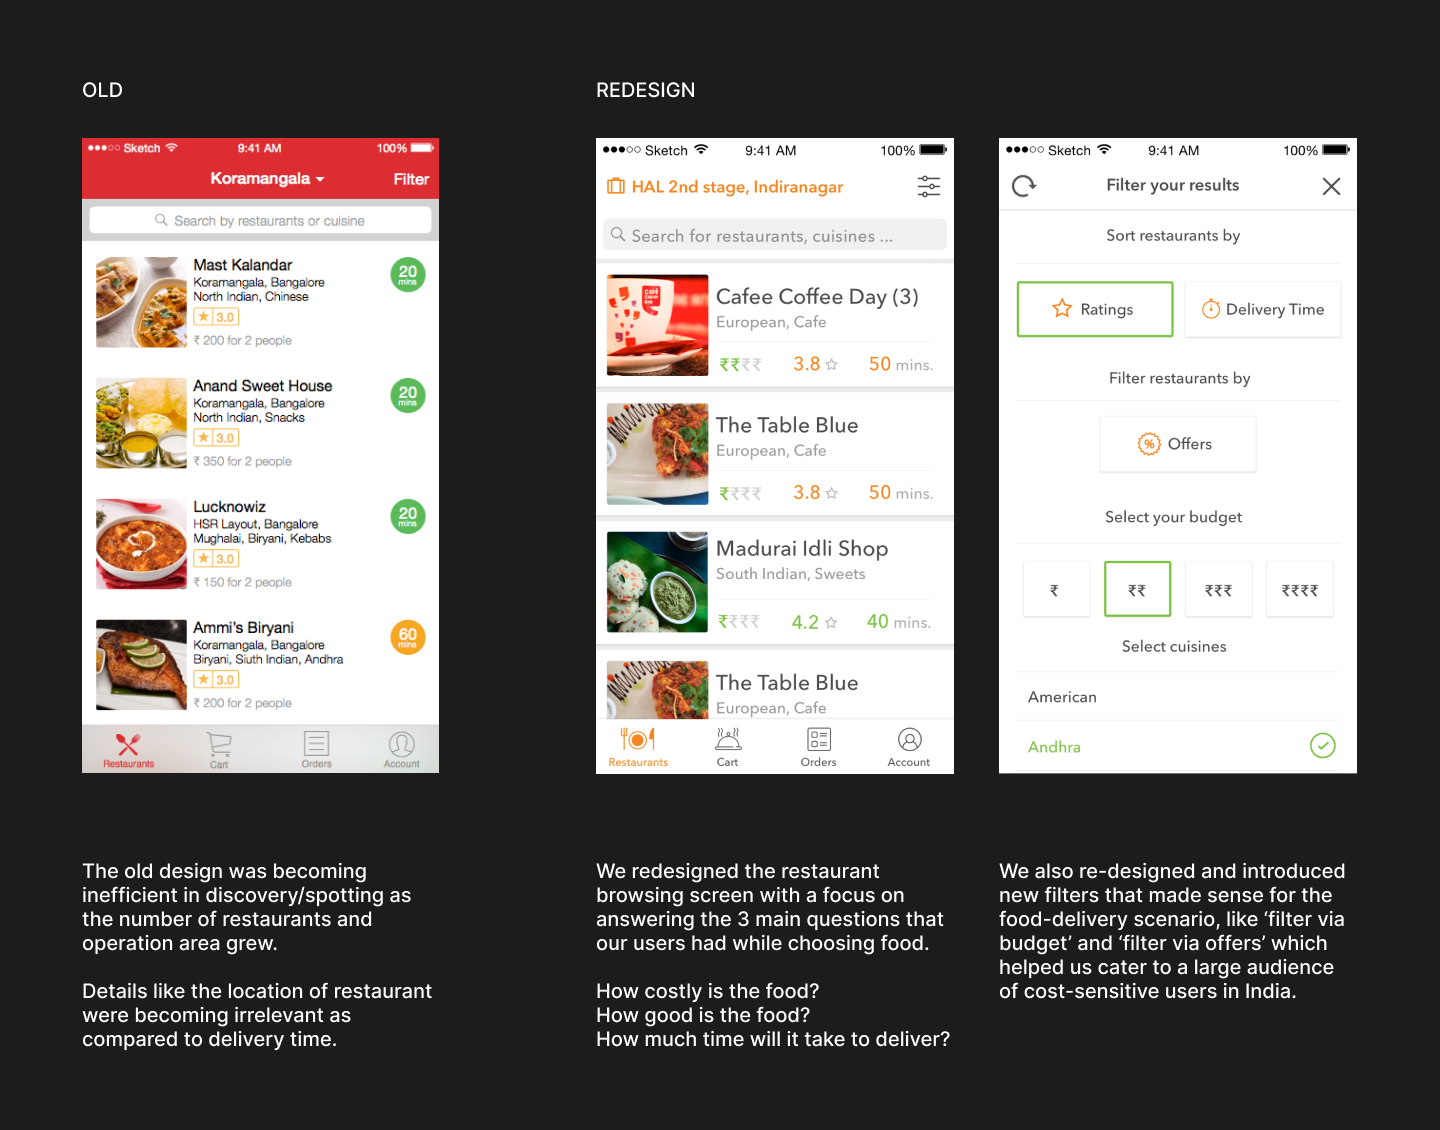 OLD
REDESIGN
Sketch 9:41 AM 100%
Koramangala Filter
Search by restaurants or cuisine
Mast Kalandar
Koramangala, Bangalore
North Indian, Chinese
3.0
₹ 200 for 2 people
20
mins
Anand Sweet House
Koramangala, Bangalore
North Indian, Snacks
3.0
₹ 350 for 2 people
20
mins
Lucknowiz
HSR Layout, Bangalore
Mughalai, Biryani, Kebabs
3.0
₹ 150 for 2 people
20
mins
Ammi's Biryani
Koramangala, Bangalore
Biryani, Siuth Indian, Andhra
3.0
₹ 200 for 2 people
60
mins
Restaurants Cart Orders Account
Sketch 9:41 AM 100%
HAL 2nd stage, Indiranagar
Search for restaurants, cuisines ...
Cafee Coffee Day (3)
European, Cafe
₹₹₹₹ 3.8 50 mins.
The Table Blue
European, Cafe
₹₹₹₹ 3.8 50 mins.
Madurai Idli Shop
South Indian, Sweets
₹₹₹₹ 4.2 40 mins.
The Table Blue
European, Cafe
Restaurants Cart Orders Account
Sketch 9:41 AM 100%
Filter your results
Sort restaurants by
Ratings Delivery Time
Filter restaurants by
% Offers
Select your budget
₹ ₹₹ ₹₹₹ ₹₹₹₹
Select cuisines
American
Andhra
The old design was becoming
inefficient in discovery/spotting as
the number of restaurants and
operation area grew.
Details like the location of restaurant
were becoming irrelevant as
compared to delivery time.
We redesigned the restaurant
browsing screen with a focus on
answering the 3 main questions that
our users had while choosing food.
How costly is the food?
How good is the food?
How much time will it take to deliver?
We also re-designed and introduced
new filters that made sense for the
food-delivery scenario, like ‘filter via
budget’ and ‘filter via offers’ which
helped us cater to a large audience
of cost-sensitive users in India.